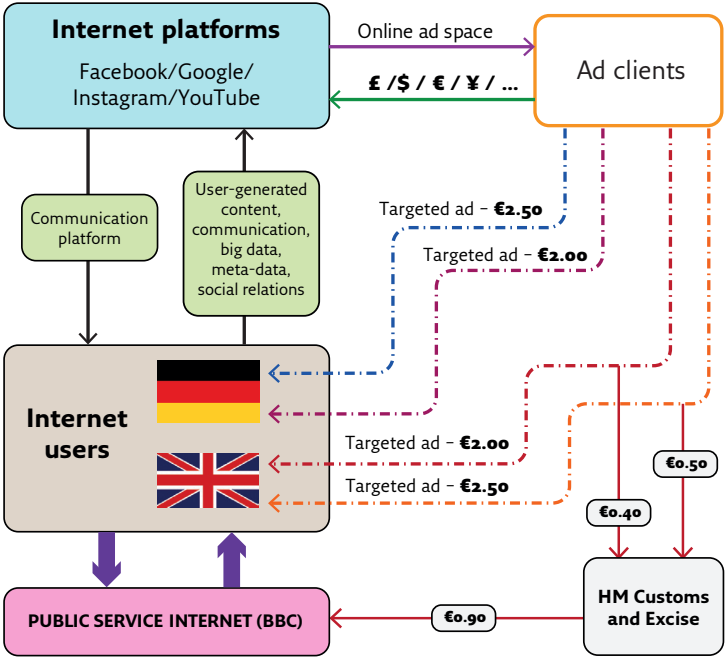 Internet platforms
Facebook/Google/
Instagram/YouTube
Online ad space
£ /$ / € / ¥ / ...
Ad clients
Communication
platform
User-generated
content,
communication,
big data,
meta-data,
social relations
Targeted ad – €2.50
Targeted ad – €2.00
Internet
users
Targeted ad – €2.00
Targeted ad – €2.50
€0.50
€0.40
HM Customs
and Excise
€0.90
PUBLIC SERVICE INTERNET (BBC)